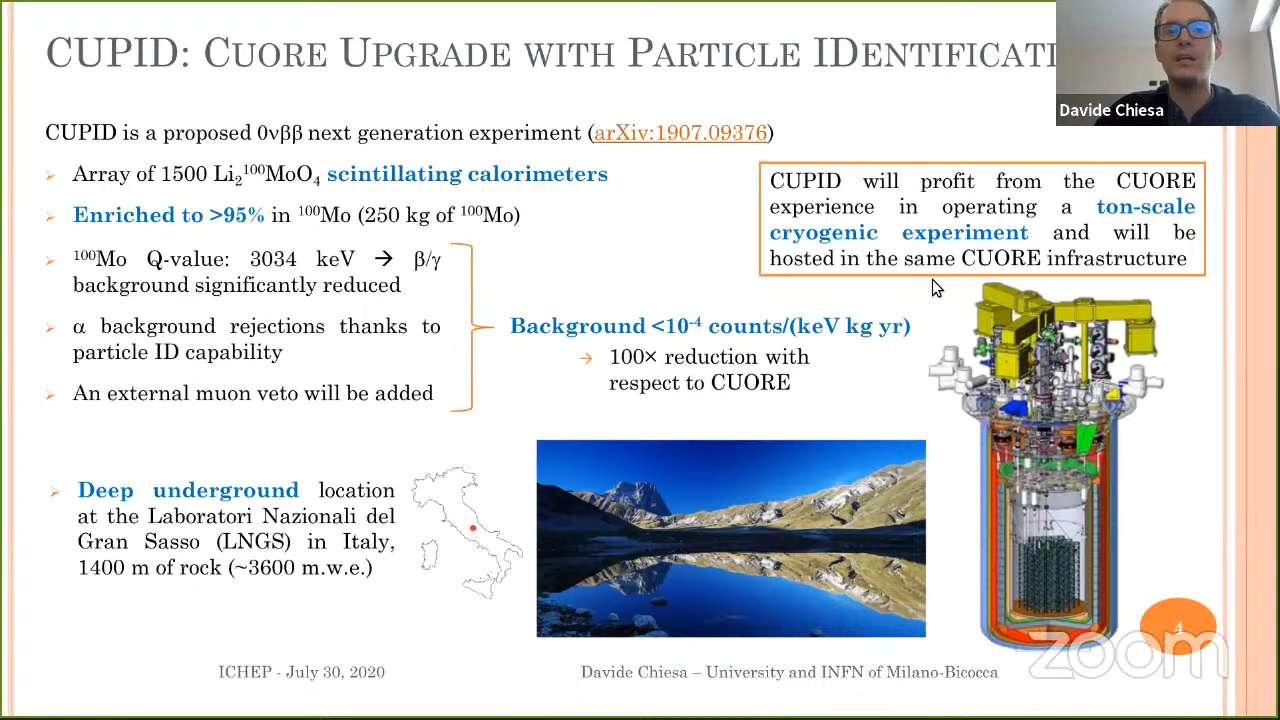 CUPID: CUORE UPGRADE WITH PARTICLE IDENTIFICATI
Davide Chiesa
CUPID is a proposed 0νββ next generation experiment (arXiv:1907.09376)
Array of 1500 Li₂¹⁰⁰MoO₄ scintillating calorimeters
Enriched to >95% in ¹⁰⁰Mo (250 kg of ¹⁰⁰Mo)
¹⁰⁰Mo Q-value: 3034 keV → β/γ
background significantly reduced
α background rejections thanks to
particle ID capability
An external muon veto will be added
Background <10⁻⁴ counts/(keV kg yr)
→ 100× reduction with
respect to CUORE
CUPID will profit from the CUORE
experience in operating a ton-scale
cryogenic experiment and will be
hosted in the same CUORE infrastructure
Deep underground location
at the Laboratori Nazionali del
Gran Sasso (LNGS) in Italy,
1400 m of rock (~3600 m.w.e.)
4
zoom
ICHEP - July 30, 2020
Davide Chiesa – University and INFN of Milano-Bicocca